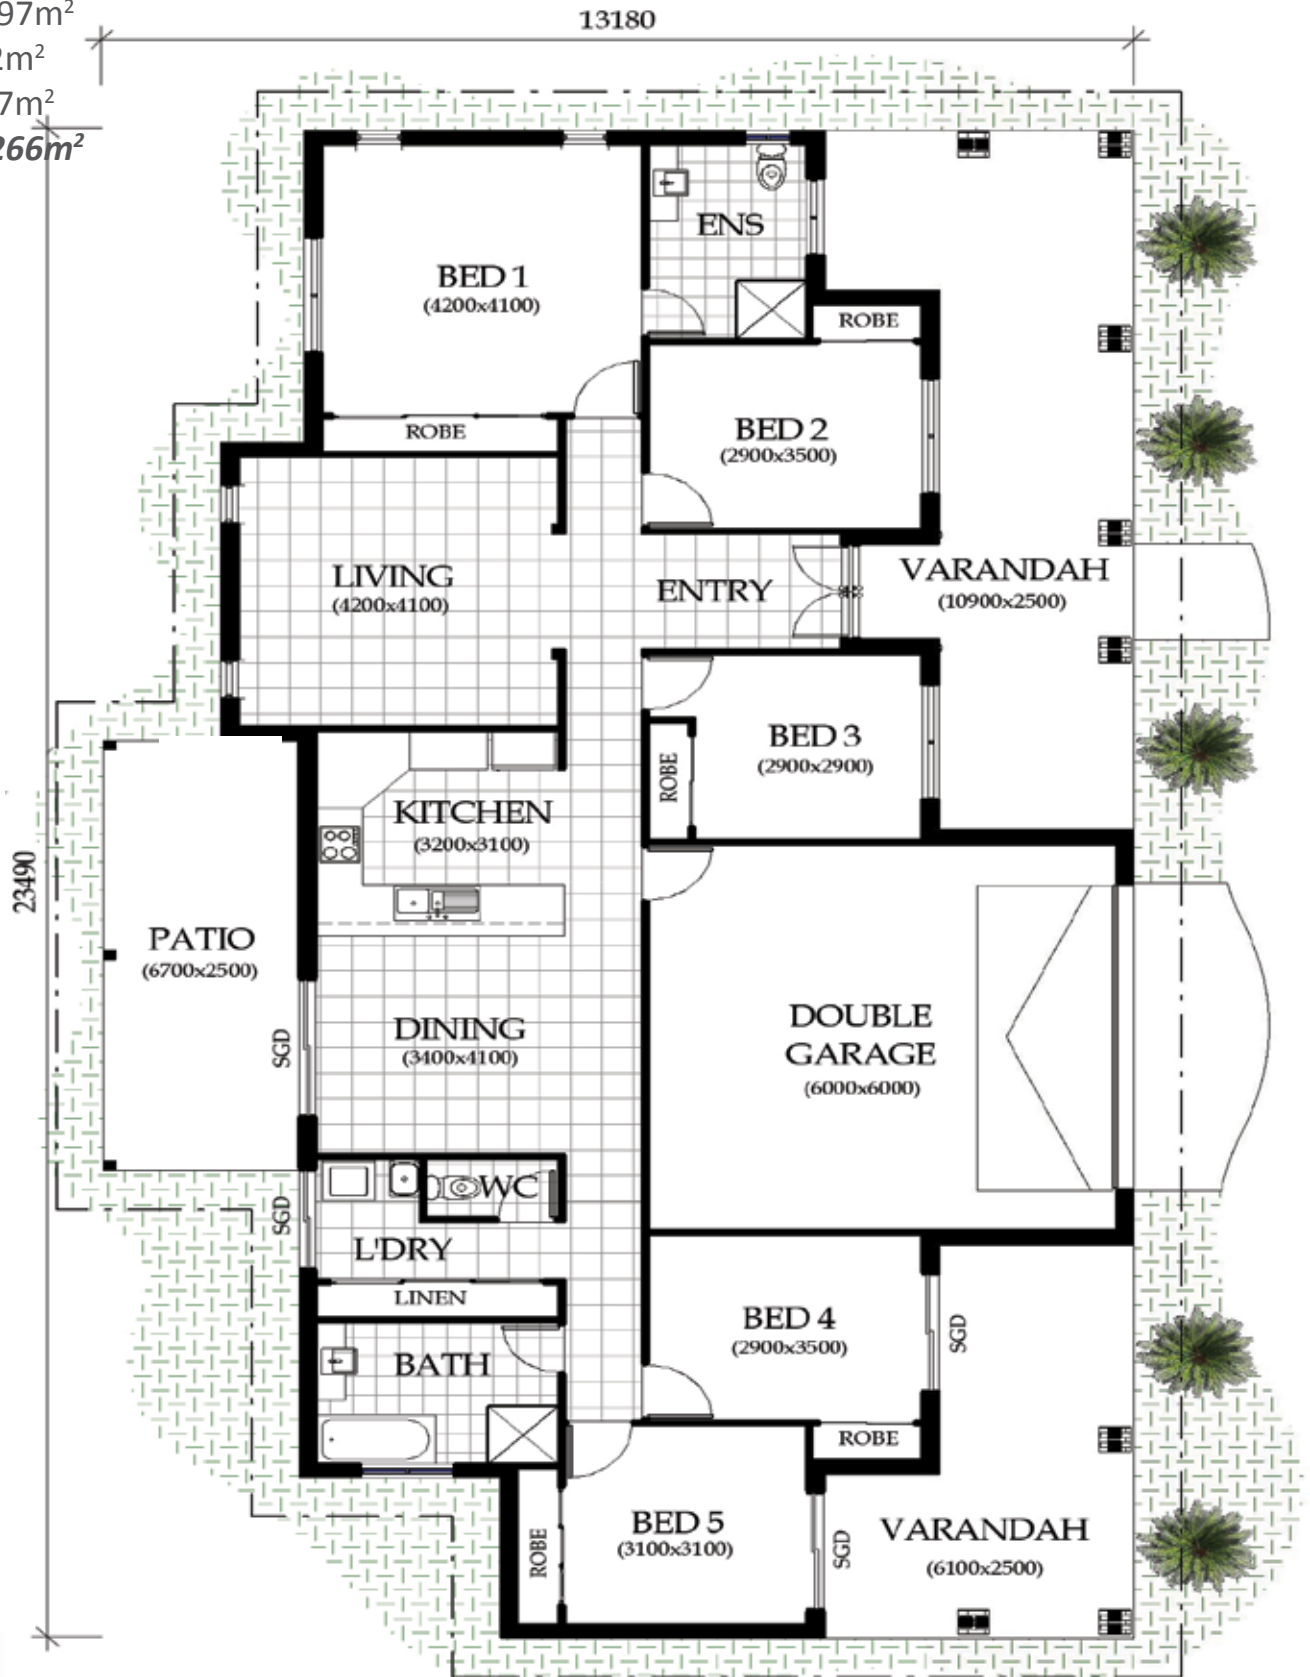 97m²
2m²
7m²
266m²
13180
23490
ENS
BED 1
(4200x4100)
ROBE
ROBE
BED 2
(2900x3500)
LIVING
(4200x4100)
ENTRY
VARANDAH
(10900x2500)
BED 3
(2900x2900)
ROBE
KITCHEN
(3200x3100)
PATIO
(6700x2500)
DINING
(3400x4100)
SGD
DOUBLE
GARAGE
(6000x6000)
WC
SGD
L'DRY
LINEN
BED 4
(2900x3500)
SGD
BATH
ROBE
BED 5
(3100x3100)
ROBE
SGD
VARANDAH
(6100x2500)